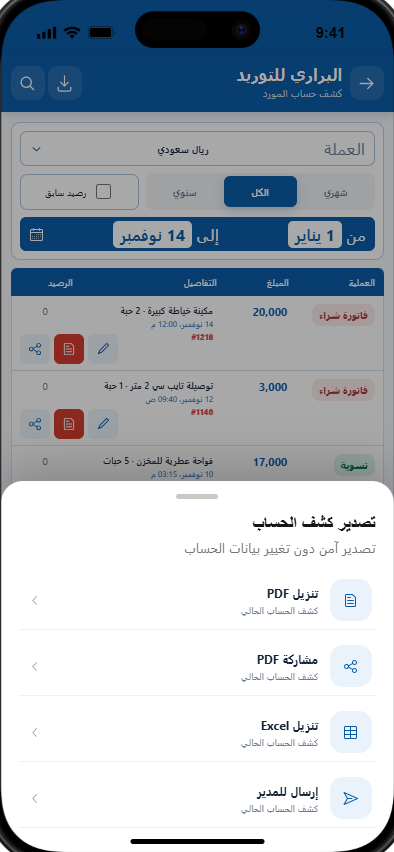 9:41
البراري للتوريد
كشف حساب المورد
العملة
ريال سعودي
شهري
الكل
سنوي
رصيد سابق
من 1 يناير إلى 14 نوفمبر
العملية المبلغ التفاصيل الرصيد
فاتورة شراء 20,000 مكينة خياطة كبيرة · 2 حبة 0
14 نوفمبر، 12:00 م
#1218
فاتورة شراء 3,000 توصيلة تايب سي 2 متر · 1 حبة 0
12 نوفمبر، 09:40 ص
#1140
تسوية 17,000 فواحة عطرية للمخزن · 5 حبات 0
10 نوفمبر، 03:15 م
تصدير كشف الحساب
تصدير آمن دون تغيير بيانات الحساب
تنزيل PDF
كشف الحساب الحالي
مشاركة PDF
كشف الحساب الحالي
تنزيل Excel
كشف الحساب الحالي
إرسال للمدير
كشف الحساب الحالي